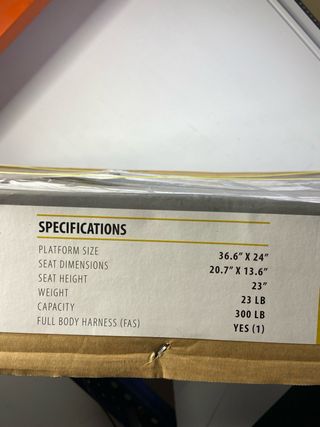 SPECIFICATIONS
PLATFORM SIZE 36.6" X 24"
SEAT DIMENSIONS 20.7" X 13.6"
SEAT HEIGHT 23"
WEIGHT 23 LB
CAPACITY 300 LB
FULL BODY HARNESS (FAS) YES (1)